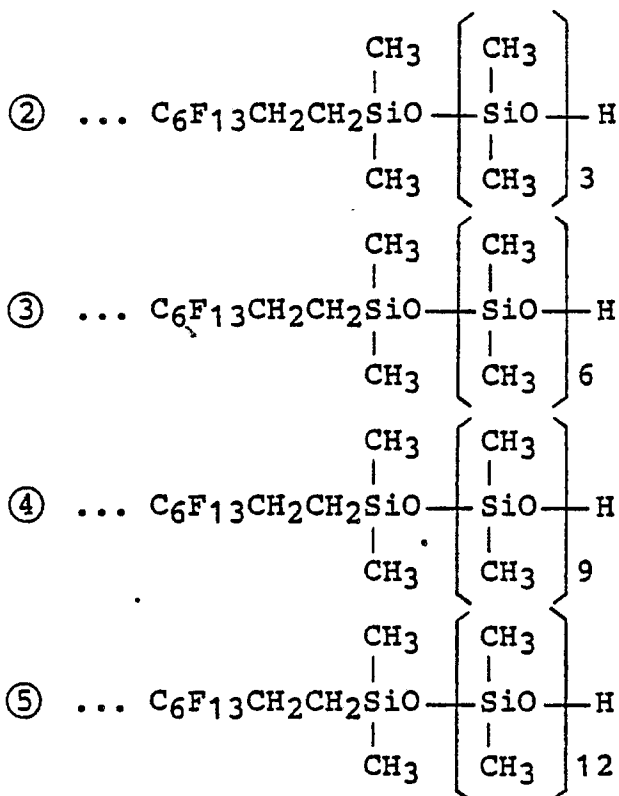 CH3 CH3
② ... C6F13CH2CH2SiO SiO H
CH3 CH3 3
CH3 CH3
③ ... C6F13CH2CH2SiO SiO H
CH3 CH3 6
CH3 CH3
④ ... C6F13CH2CH2SiO SiO H
CH3 CH3 9
CH3 CH3
⑤ ... C6F13CH2CH2SiO SiO H
CH3 CH3 12